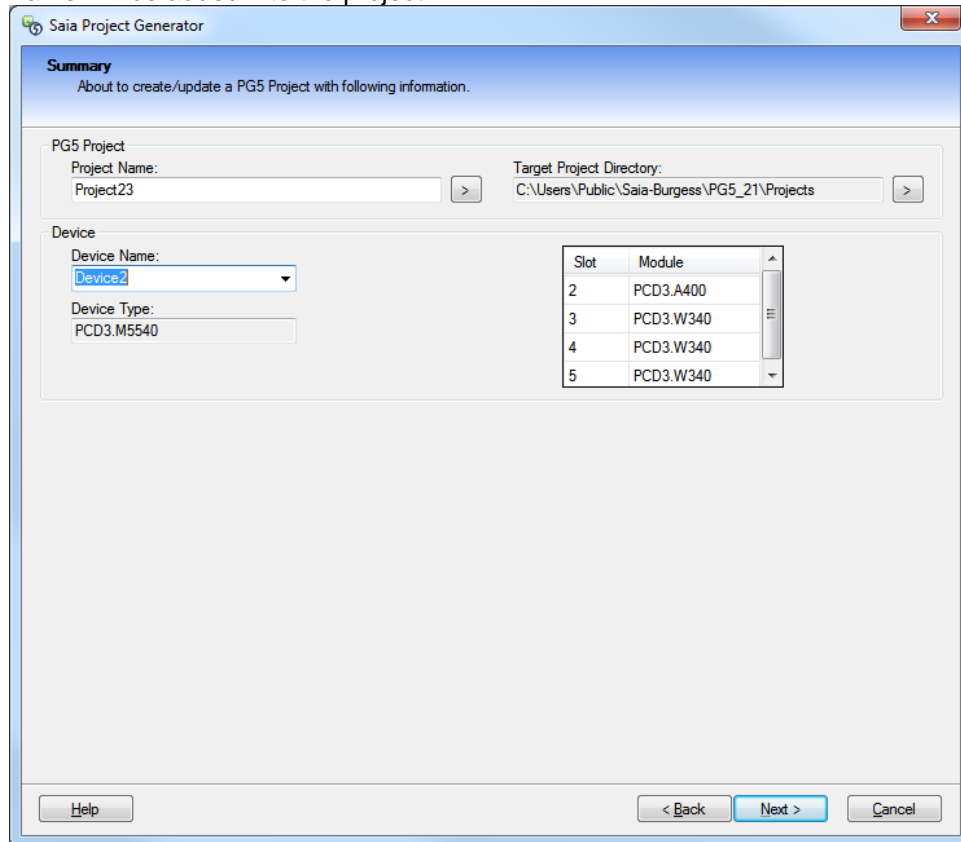 Saia Project Generator
Summary
About to create/update a PG5 Project with following information.
PG5 Project
Project Name:
Target Project Directory:
Project23
>
C:\Users\Public\Saia-Burgess\PG5_21\Projects
>
Device
Device Name:
Device2
Device Type:
PCD3.M5540
Slot Module
2 PCD3.A400
3 PCD3.W340
4 PCD3.W340
5 PCD3.W340
Help
< Back
Next >
Cancel